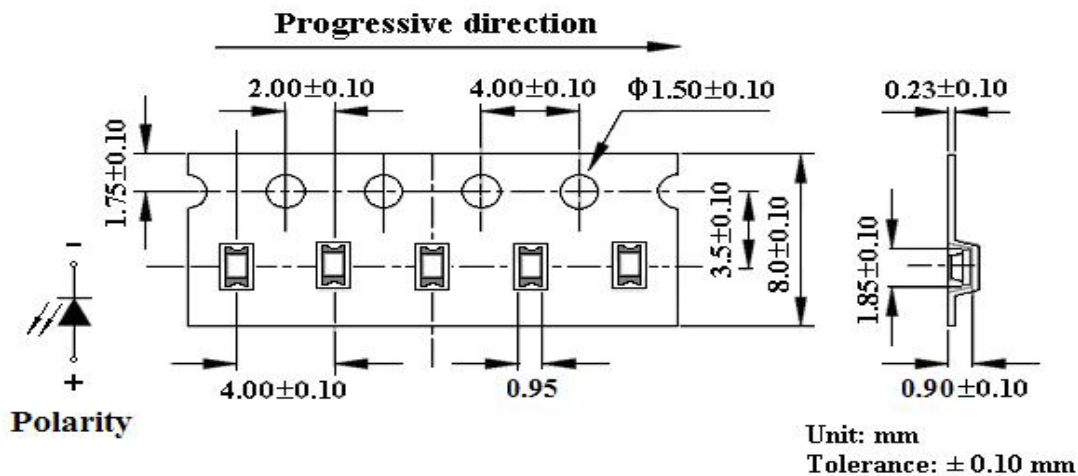 Progressive direction
2.00±0.10
4.00±0.10
Φ1.50±0.10
0.23±0.10
1.75±0.10
3.5±0.10
8.0±0.10
1.85±0.10
-
+
Polarity
4.00±0.10
0.95
0.90±0.10
Unit: mm
Tolerance: ± 0.10 mm